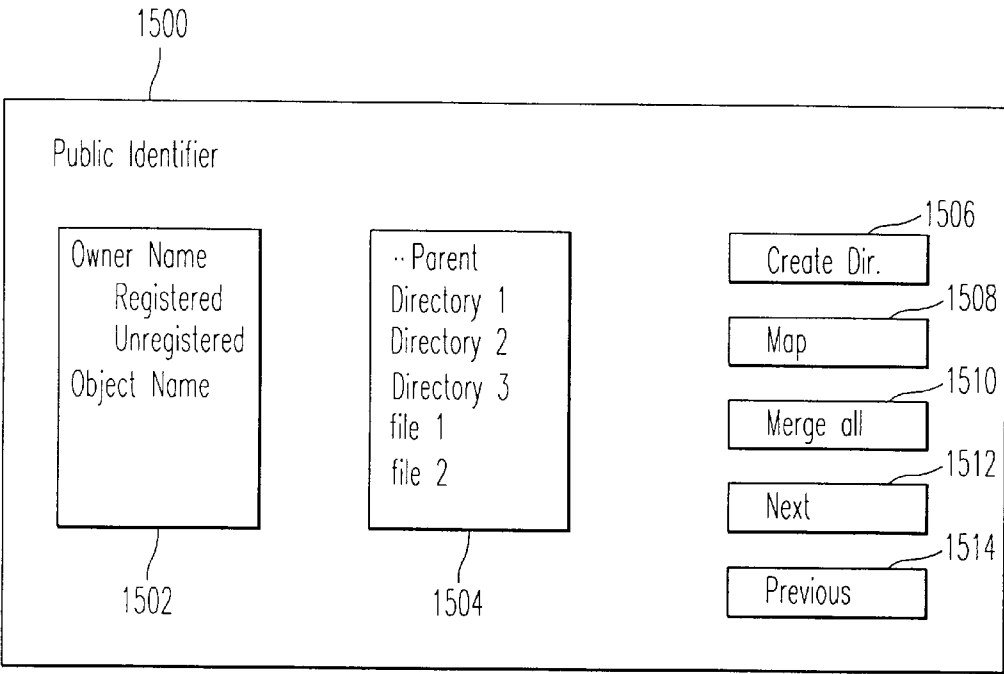 1500
Public Identifier
Owner Name
Registered
Unregistered
Object Name
1502
··Parent
Directory 1
Directory 2
Directory 3
file 1
file 2
1504
1506
Create Dir.
1508
Map
1510
Merge all
1512
Next
1514
Previous